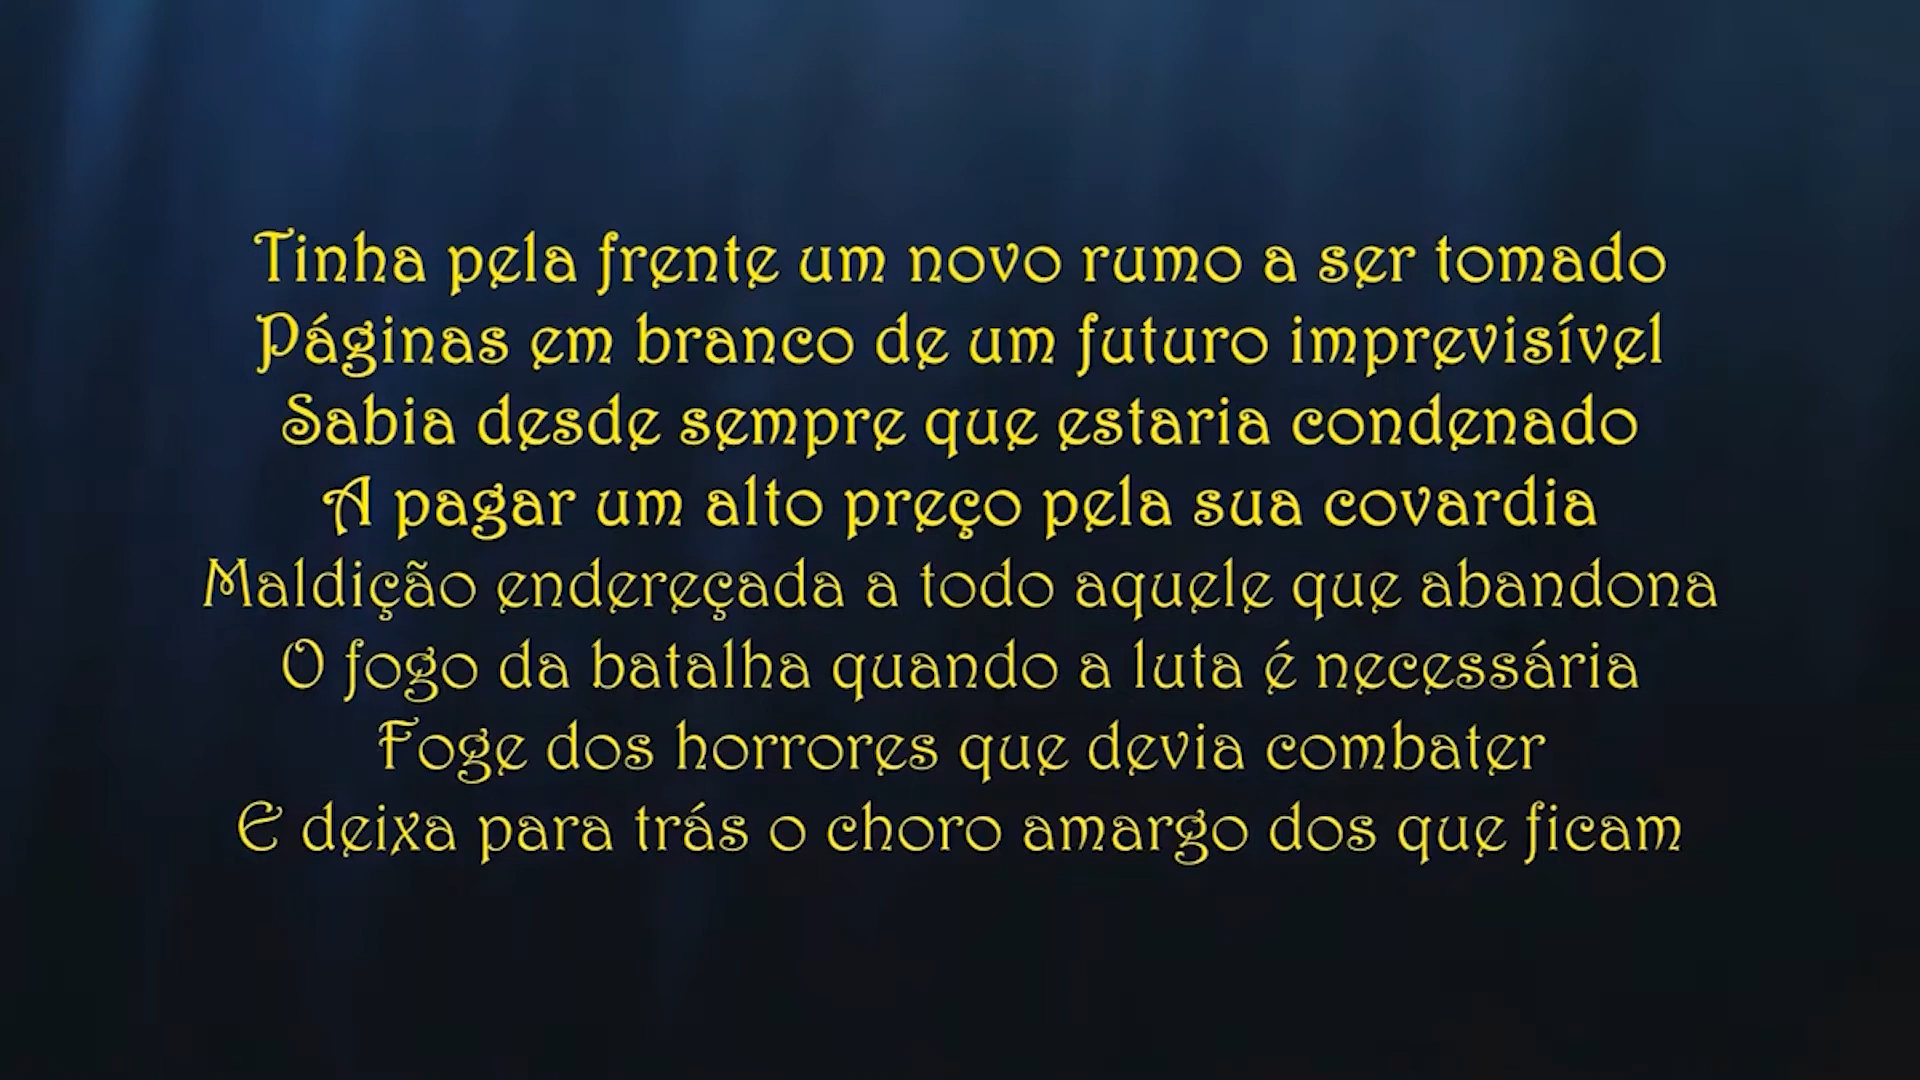 Tinha pela frente um novo rumo a ser tomado
Páginas em branco de um futuro imprevisível
Sabia desde sempre que estaria condenado
A pagar um alto preço pela sua covardia
Maldição endereçada a todo aquele que abandona
O fogo da batalha quando a luta é necessária
Foge dos horrores que devia combater
E deixa para trás o choro amargo dos que ficam